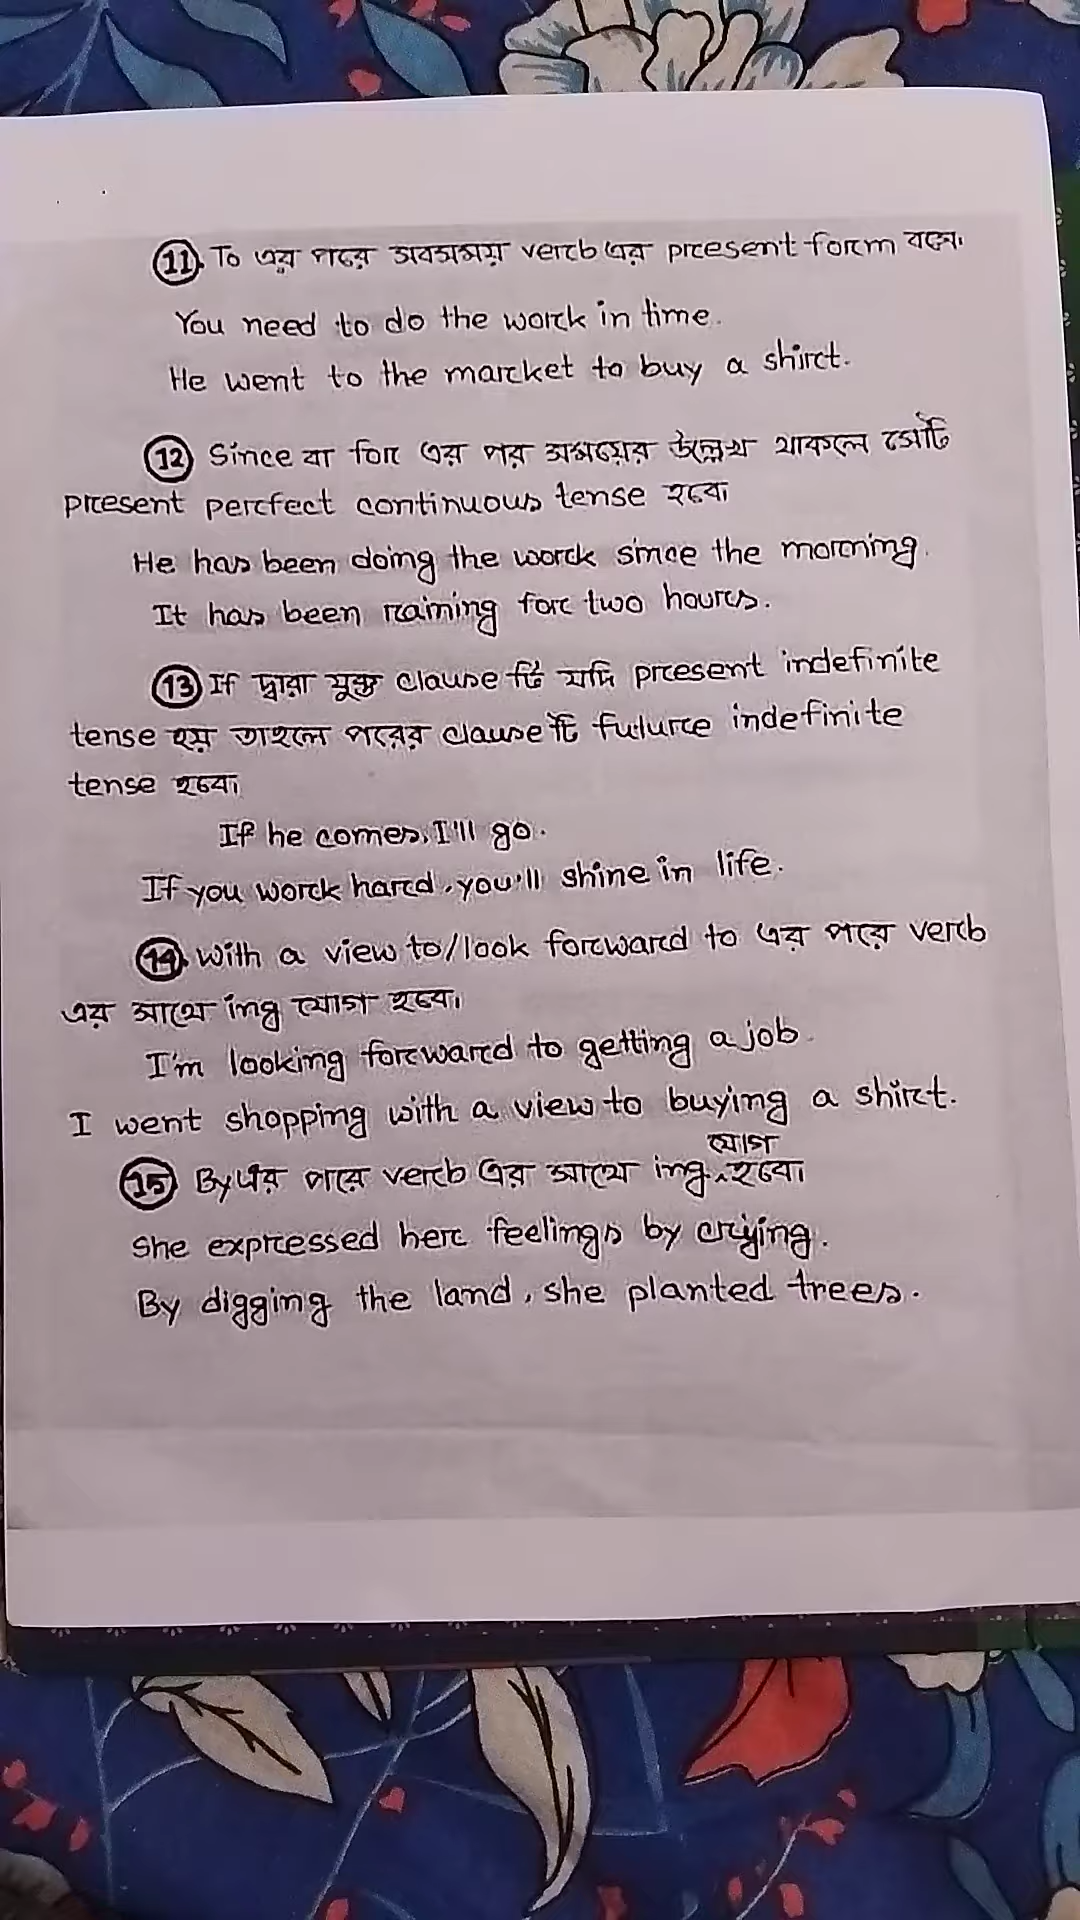 11. To এর পরে সবসময় verb এর present form বসে।
You need to do the work in time.
He went to the market to buy a shirt.
12 Since বা for এর পর সময়ের উল্লেখ থাকলে সেটি
present perfect continuous tense হবে।
He has been doing the work since the morning.
It has been raining for two hours.
13 If দ্বারা যুক্ত clause টি যদি present indefinite
tense হয় তাহলে পরের clause টি future indefinite
tense হবে।
If he comes, I'll go.
If you work hard, you'll shine in life.
14. With a view to/look forward to এর পরে verb
এর সাথে ing যোগ হবে।
I'm looking forward to getting a job.
I went shopping with a view to buying a shirt.
15 By এর পরে verb এর সাথে ing যোগ হবে।
She expressed her feelings by crying.
By digging the land, she planted trees.